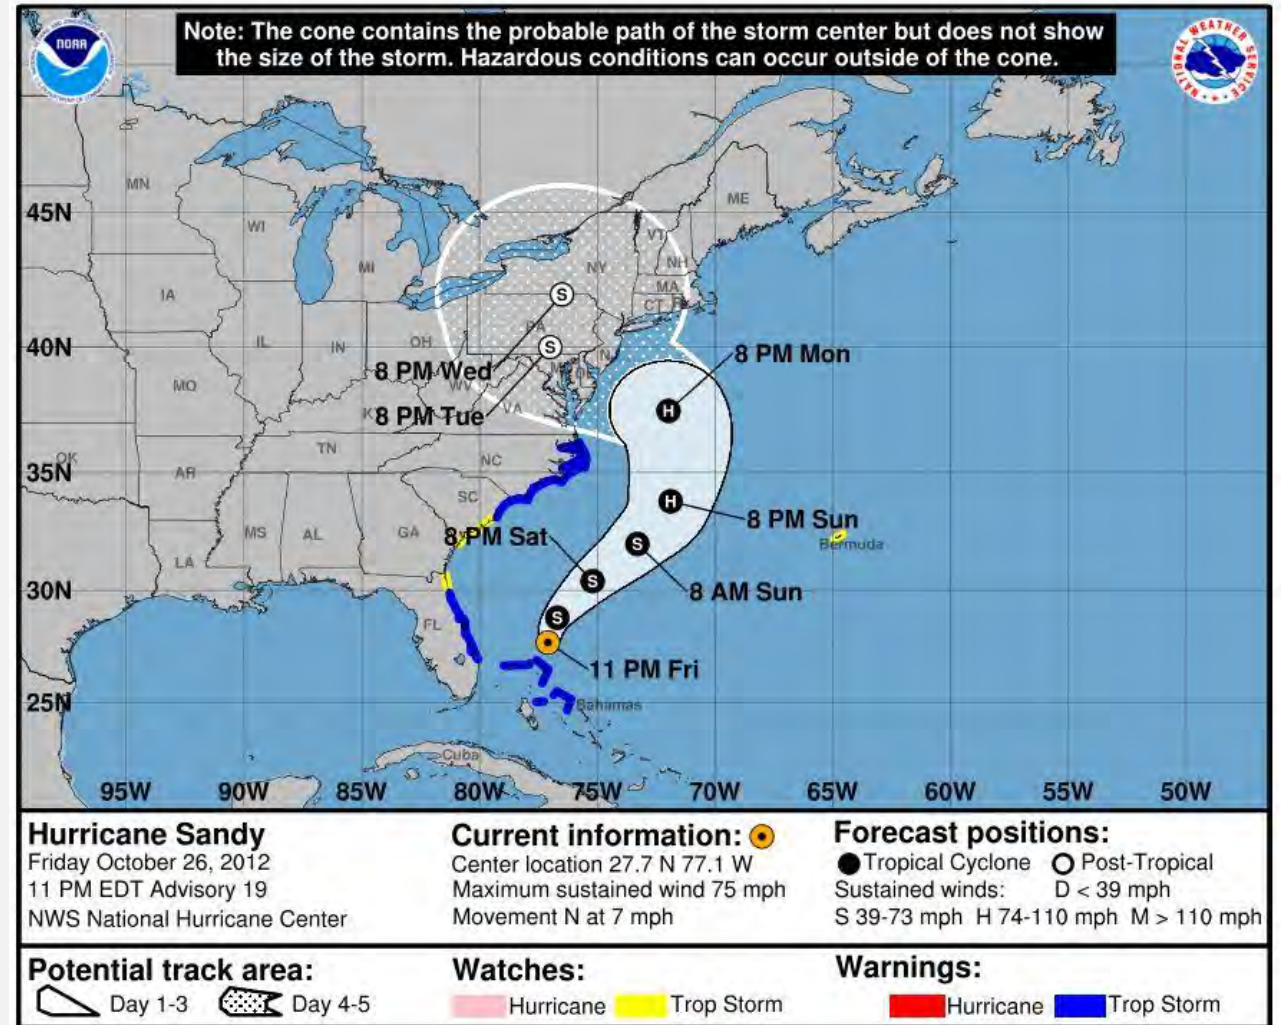 Note: The cone contains the probable path of the storm center but does not show
the size of the storm. Hazardous conditions can occur outside of the cone.
NOAA
NATIONAL WEATHER SERVICE
MN
ME
45N
WI
VT
NH
MI
NY
MA
IA
CT
S
40N
IL
IN
OH
PA
S
8 PM Mon
8 PM Wed
MO
WV
H
8 PM Tue
VA
TN
OK
35N
AR
NC
SC
H
MS
AL
GA
8 PM Sat
8 PM Sun
S
Bermuda
LA
30N
S
8 AM Sun
FL
S
11 PM Fri
25N
Bahamas
Cuba
95W 90W 85W 80W 75W 70W 65W 60W 55W 50W
Hurricane Sandy
Friday October 26, 2012
11 PM EDT Advisory 19
NWS National Hurricane Center
Current information:
Center location 27.7 N 77.1 W
Maximum sustained wind 75 mph
Movement N at 7 mph
Forecast positions:
Tropical Cyclone Post-Tropical
Sustained winds: D < 39 mph
S 39-73 mph H 74-110 mph M > 110 mph
Potential track area:
Day 1-3 Day 4-5
Watches:
Hurricane Trop Storm
Warnings:
Hurricane Trop Storm